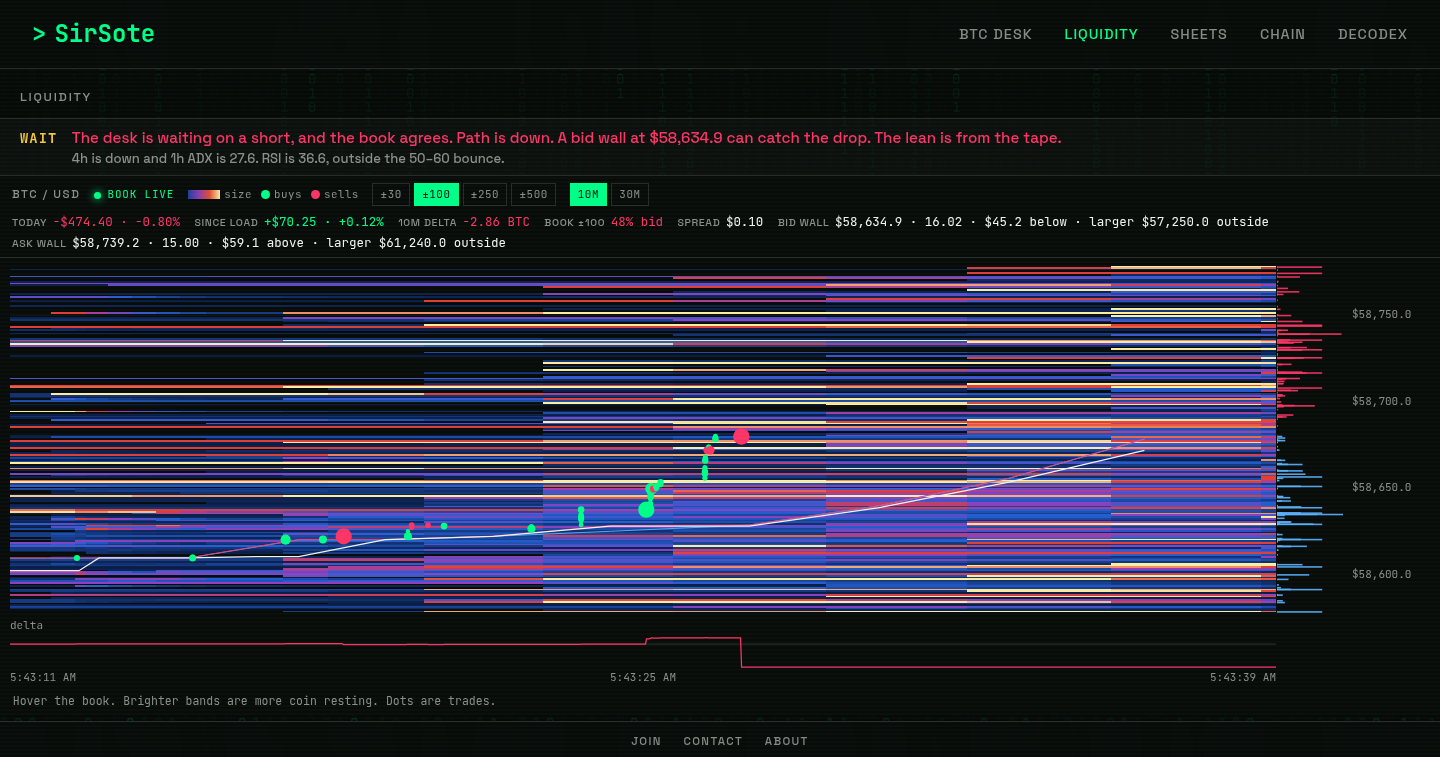 > SirSote
BTC DESK LIQUIDITY SHEETS CHAIN DECODEX
LIQUIDITY
WAIT The desk is waiting on a short, and the book agrees. Path is down. A bid wall at $58,634.9 can catch the drop. The lean is from the tape.
4h is down and 1h ADX is 27.6. RSI is 36.6, outside the 50–60 bounce.
BTC / USD BOOK LIVE size buys sells ±30 ±100 ±250 ±500 10M 30M
TODAY -$474.40 · -0.80% SINCE LOAD +$70.25 · +0.12% 10M DELTA -2.86 BTC BOOK ±100 48% bid SPREAD $0.10 BID WALL $58,634.9 · 16.02 · $45.2 below · larger $57,250.0 outside
ASK WALL $58,739.2 · 15.00 · $59.1 above · larger $61,240.0 outside
$58,750.0
$58,700.0
$58,650.0
$58,600.0
delta
5:43:11 AM 5:43:25 AM 5:43:39 AM
Hover the book. Brighter bands are more coin resting. Dots are trades.
JOIN CONTACT ABOUT